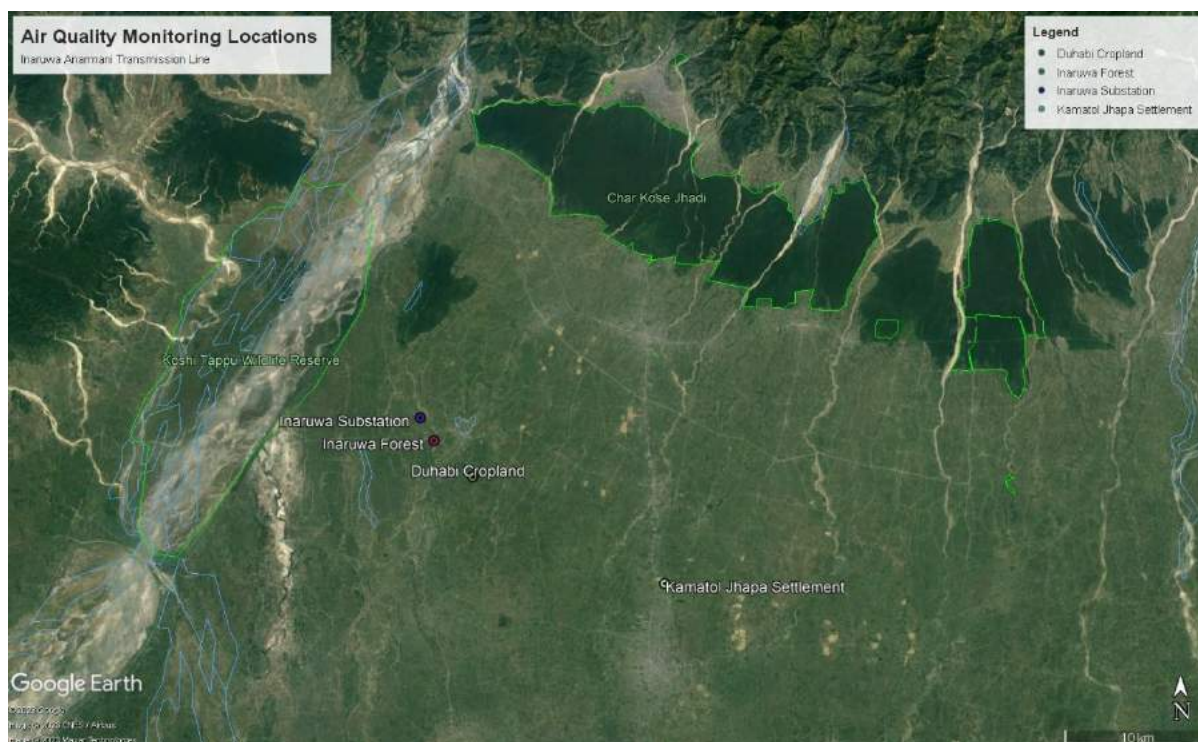 Air Quality Monitoring Locations
Inaruwa Anarmani Transmission Line
Legend
Duhabi Cropland
Inaruwa Forest
Inaruwa Substation
Kamatol Jhapa Settlement
Char Kose Jhadi
Koshi Tappu Wildlife Reserve
Inaruwa Substation
Inaruwa Forest
Duhabi Cropland
Kamatol Jhapa Settlement
Google Earth
N
10 km